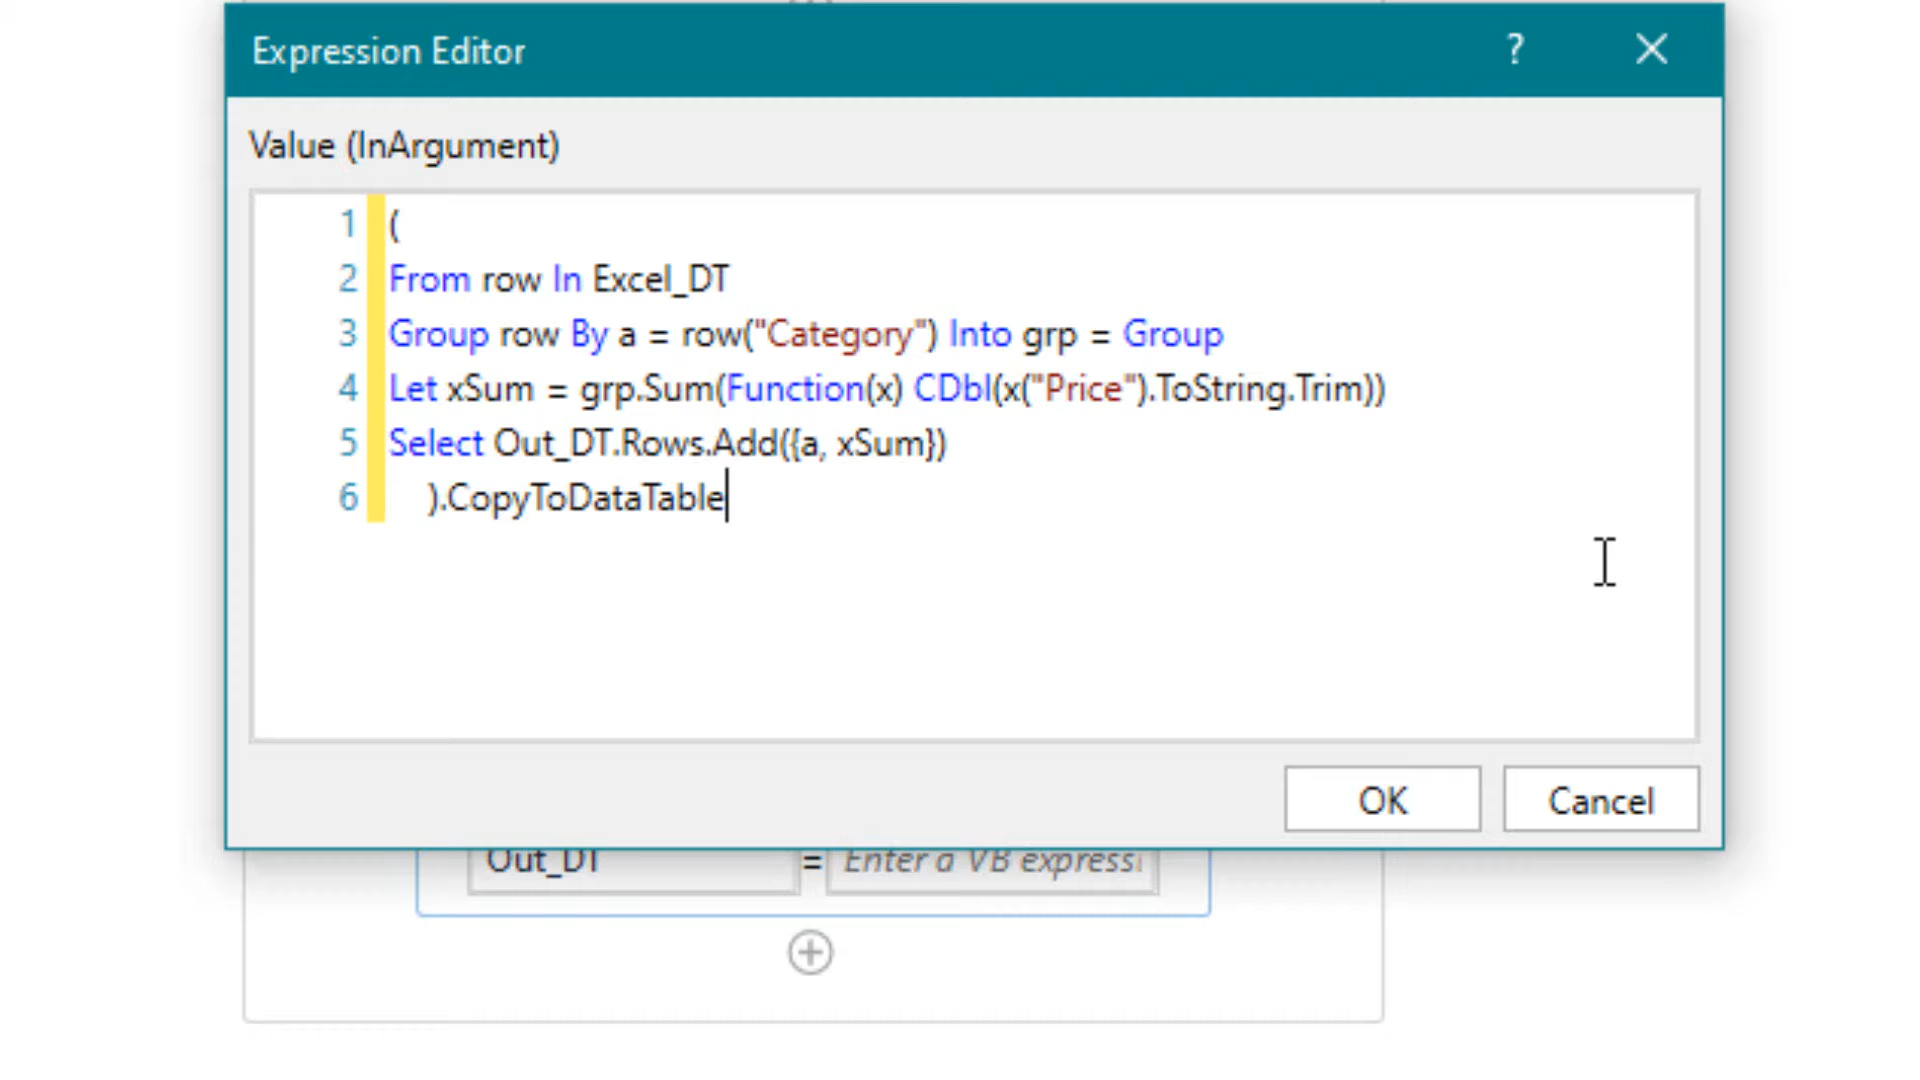 Expression Editor
?
Value (InArgument)
1 (
2 From row In Excel_DT
3 Group row By a = row("Category") Into grp = Group
4 Let xSum = grp.Sum(Function(x) CDbl(x("Price").ToString.Trim))
5 Select Out_DT.Rows.Add({a, xSum})
6 ).CopyToDataTable
OK Cancel
Out_DT = Enter a VB expressi